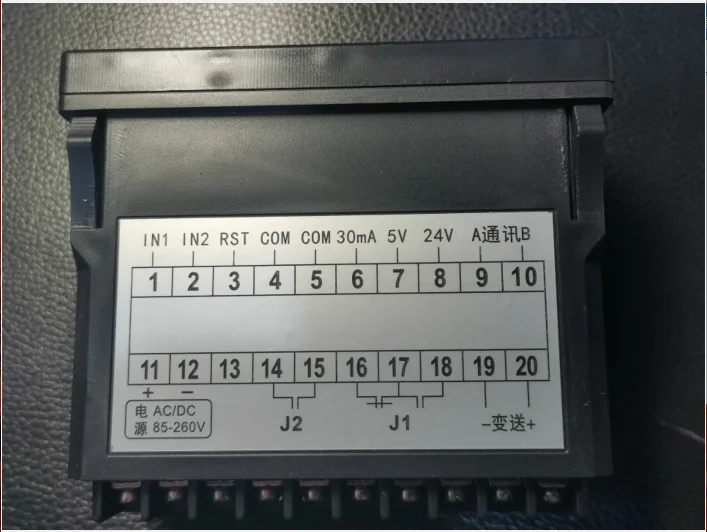 IN1 IN2 RST COM COM 30mA 5V 24V A通讯B
1 2 3 4 5 6 7 8 9 10
11 12 13 14 15 16 17 18 19 20
+ −
电源 AC/DC 85-260V
J2 J1 −变送+